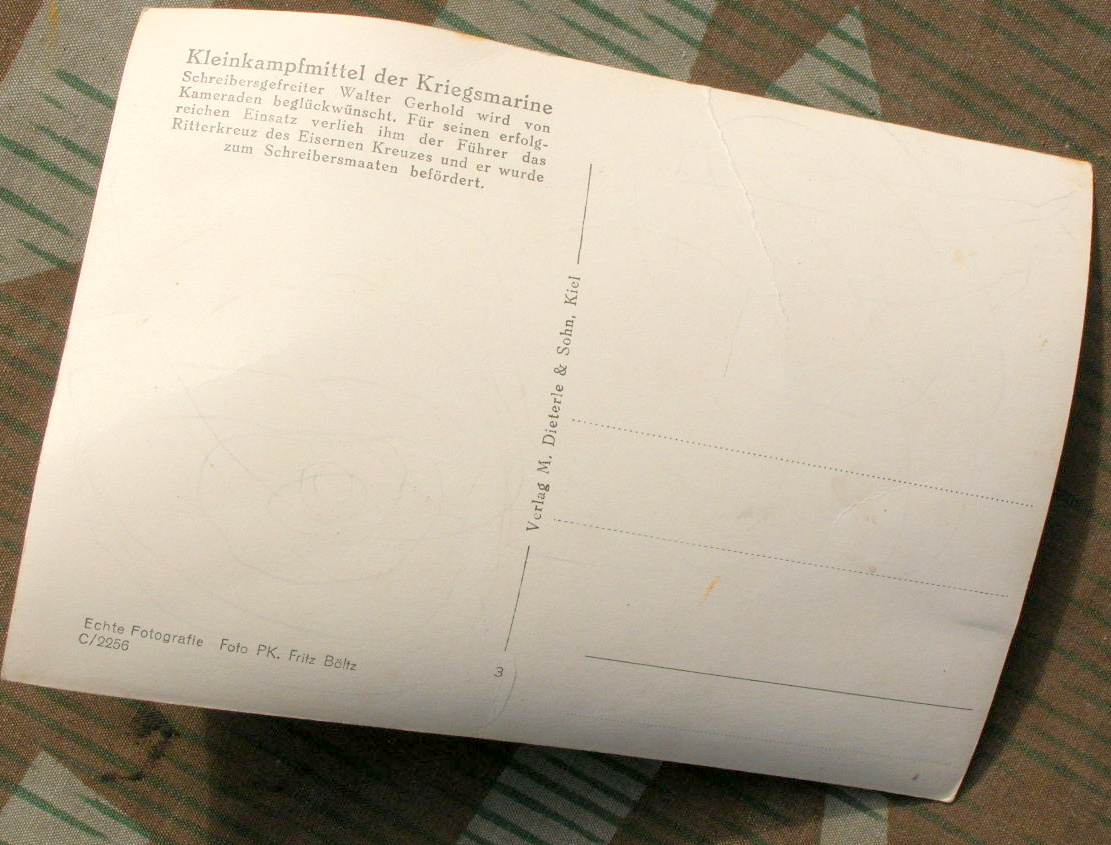 Kleinkampfmittel der Kriegsmarine
Schreibersgefreiter Walter Gerhold wird von
Kameraden beglückwünscht. Für seinen erfolg-
reichen Einsatz verlieh ihm der Führer das
Ritterkreuz des Eisernen Kreuzes und er wurde
zum Schreibersmaaten befördert.
Verlag M. Dieterle & Sohn, Kiel
Echte Fotografie Foto PK. Fritz Böltz
C/2256
3